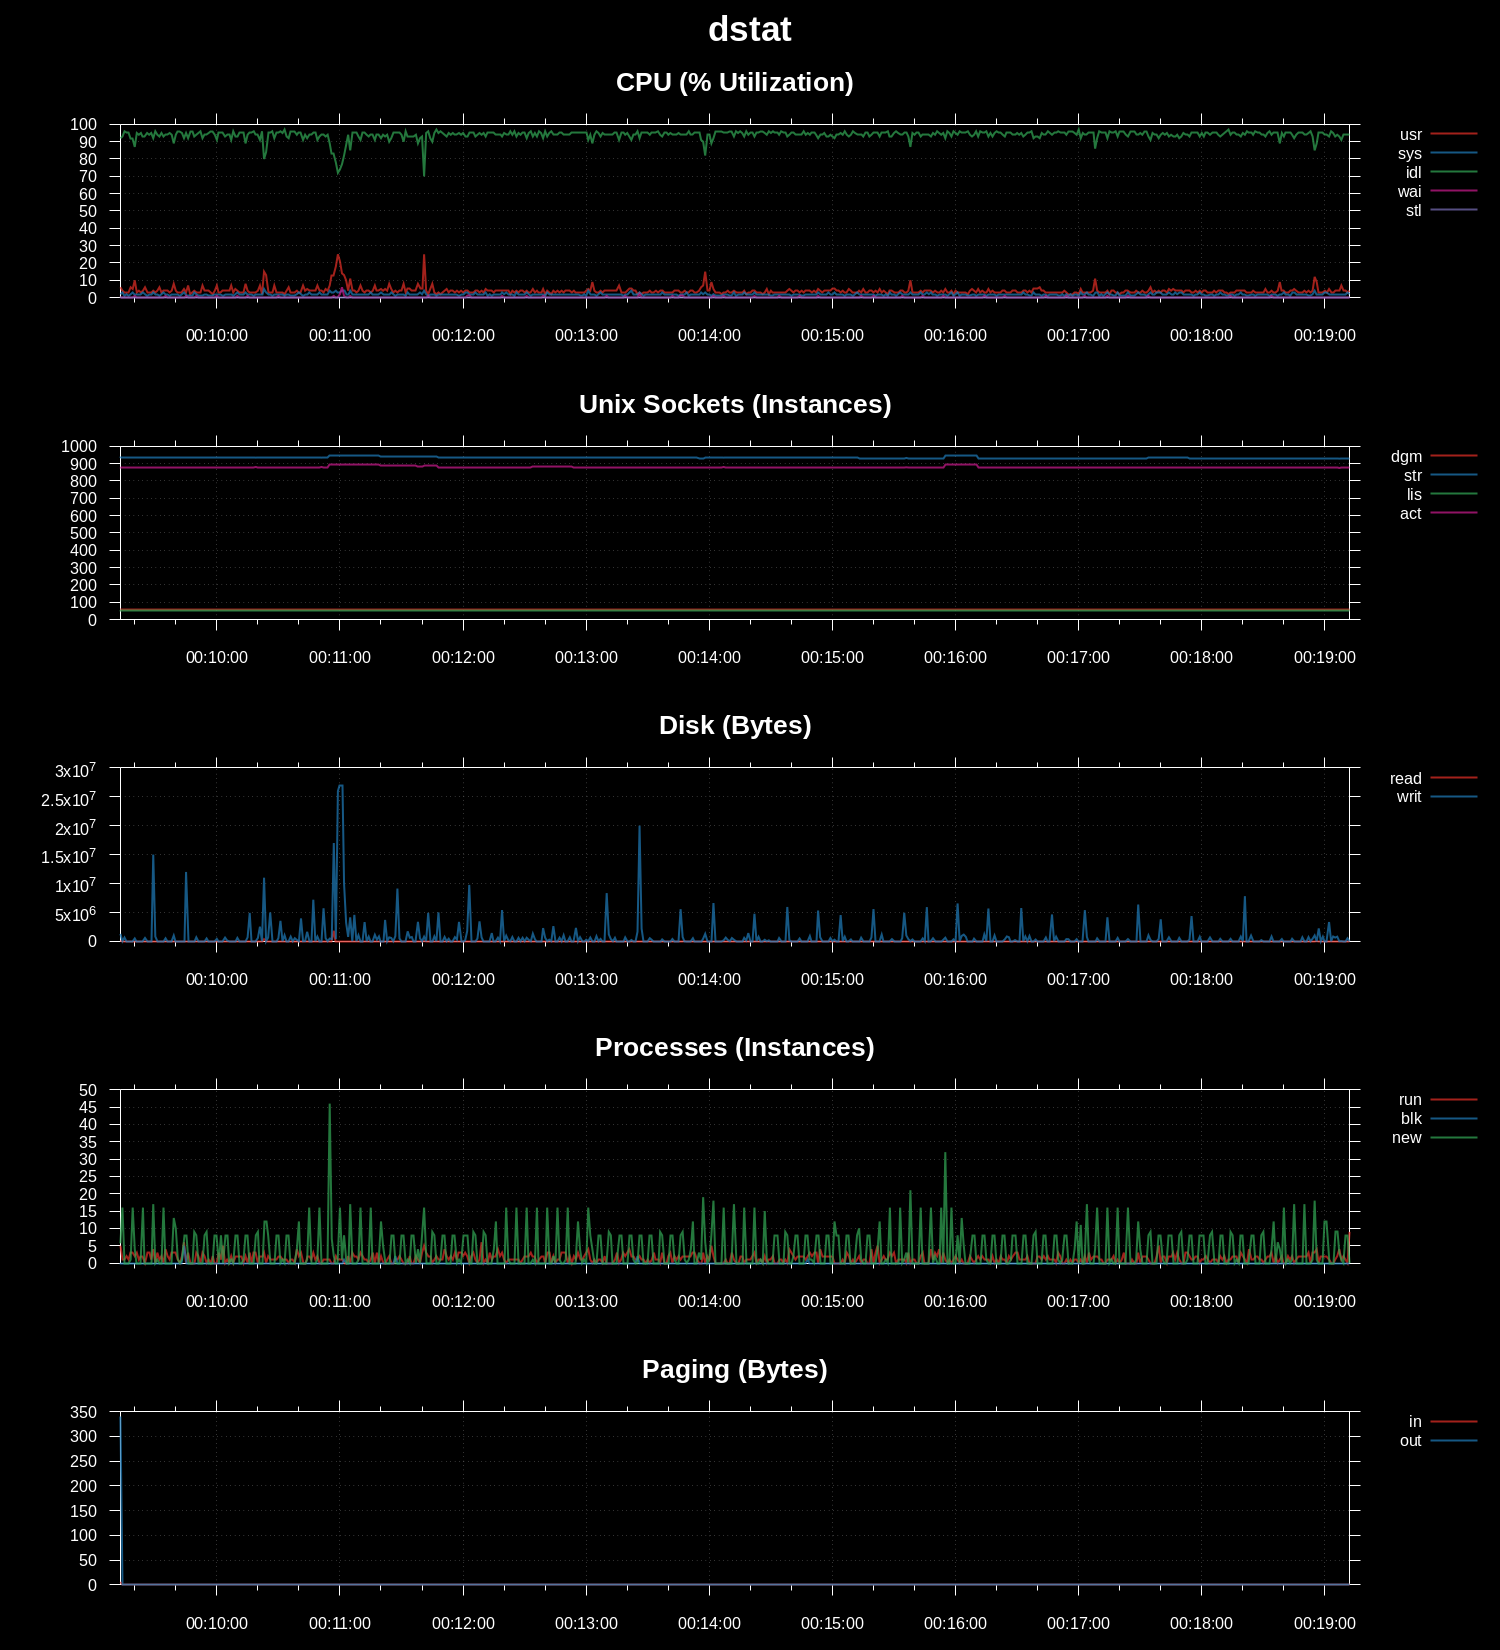 dstat
CPU (% Utilization)
100
90
80
70
60
50
40
30
20
10
0
00:10:00 00:11:00 00:12:00 00:13:00 00:14:00 00:15:00 00:16:00 00:17:00 00:18:00 00:19:00
usr
sys
idl
wai
stl
Unix Sockets (Instances)
1000
900
800
700
600
500
400
300
200
100
0
00:10:00 00:11:00 00:12:00 00:13:00 00:14:00 00:15:00 00:16:00 00:17:00 00:18:00 00:19:00
dgm
str
lis
act
Disk (Bytes)
3x10⁷
2.5x10⁷
2x10⁷
1.5x10⁷
1x10⁷
5x10⁶
0
00:10:00 00:11:00 00:12:00 00:13:00 00:14:00 00:15:00 00:16:00 00:17:00 00:18:00 00:19:00
read
writ
Processes (Instances)
50
45
40
35
30
25
20
15
10
5
0
00:10:00 00:11:00 00:12:00 00:13:00 00:14:00 00:15:00 00:16:00 00:17:00 00:18:00 00:19:00
run
blk
new
Paging (Bytes)
350
300
250
200
150
100
50
0
00:10:00 00:11:00 00:12:00 00:13:00 00:14:00 00:15:00 00:16:00 00:17:00 00:18:00 00:19:00
in
out